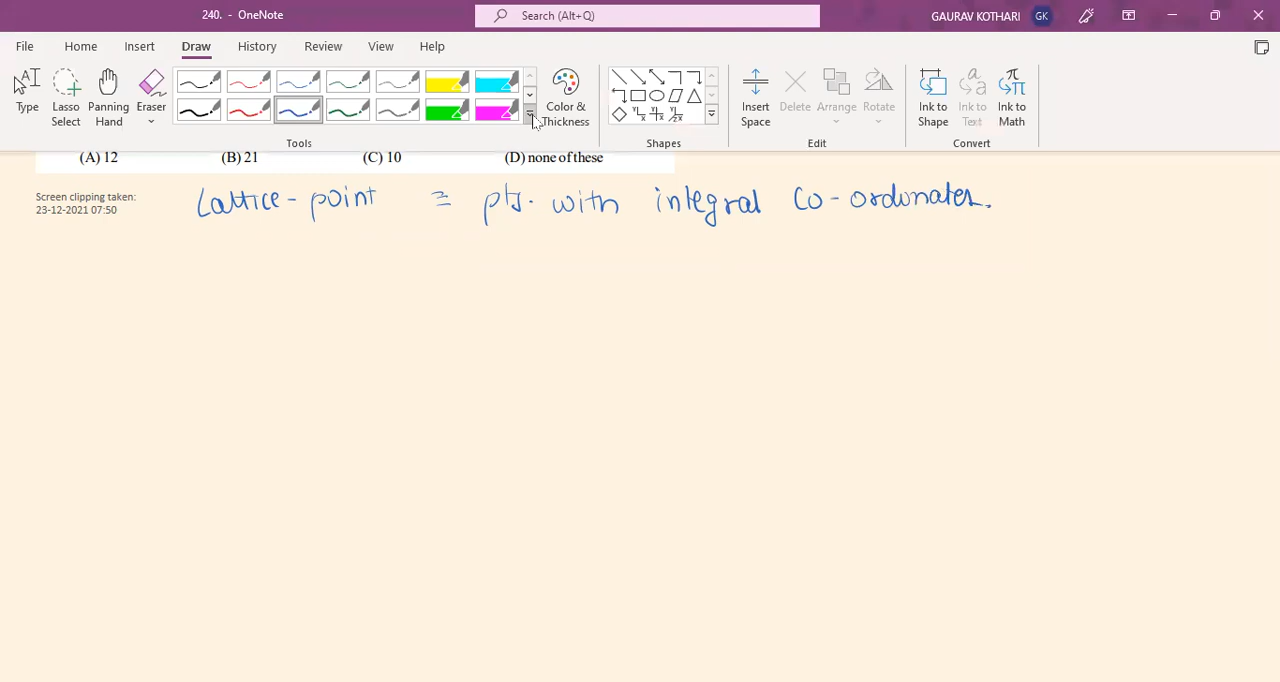 240. - OneNote
Search (Alt+Q)
GAURAV KOTHARI GK
File Home Insert Draw History Review View Help
Type Lasso Select Panning Hand Eraser Color & Thickness Insert Space Delete Arrange Rotate Ink to Shape Ink to Text Ink to Math
Tools Shapes Edit Convert
(A) 12 (B) 21 (C) 10 (D) none of these
Screen clipping taken:
23-12-2021 07:50
Lattice - point ≡ pts. with integral Co-ordonates.